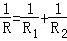 1/R = 1/R₁ + 1/R₂